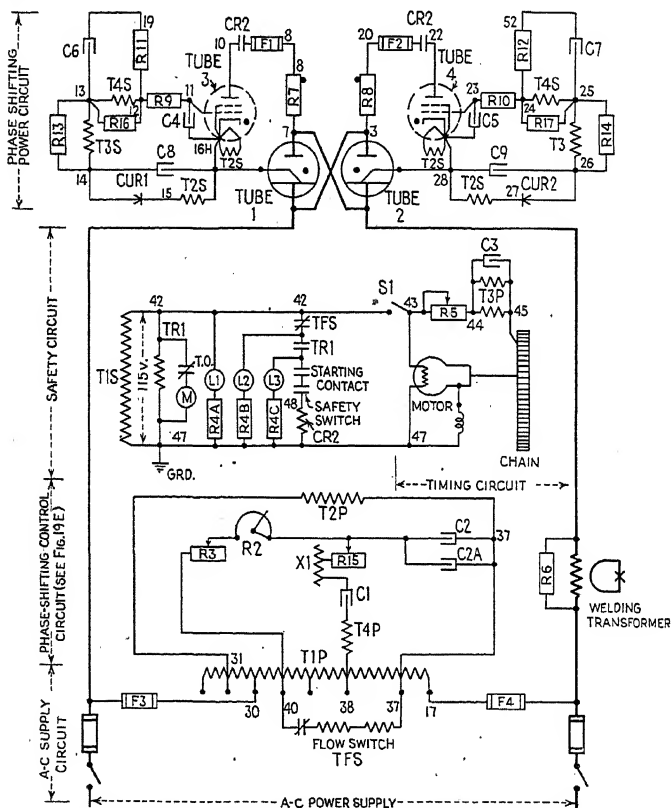 PHASE SHIFTING
POWER CIRCUIT
C6
19
R11
10
CR2
F1
8
20
F2
CR2
22
52
R12
C7
TUBE
3
TUBE
4
13
T4S
R9
11
8
R7
8
R8
23
R10
T4S
25
R13
R16
12
C4
C5
24
R17
R14
T3S
T3
16H
7
3
T2S
T2S
14
C8
28
C9
26
CUR1
15
T2S
TUBE
1
TUBE
2
T2S
27
CUR2
SAFETY CIRCUIT
C3
42
42
S1
43
R5
T3P
44
45
TR1
TFS
T1S
115V.
T.O.
TR1
L1
L2
L3
STARTING
CONTACT
M
R4A
R4B
R4C
48
SAFETY
SWITCH
CR2
MOTOR
47
47
GRD.
CHAIN
TIMING CIRCUIT
PHASE-SHIFTING-CONTROL
CIRCUIT (SEE FIG. 19E)
T2P
R3
R2
C2
37
X1
R15
C2A
C1
R6
T4P
WELDING
TRANSFORMER
31
T1P
A-C SUPPLY
CIRCUIT
F3
30
40
38
37
17
F4
FLOW SWITCH
TFS
A-C POWER SUPPLY